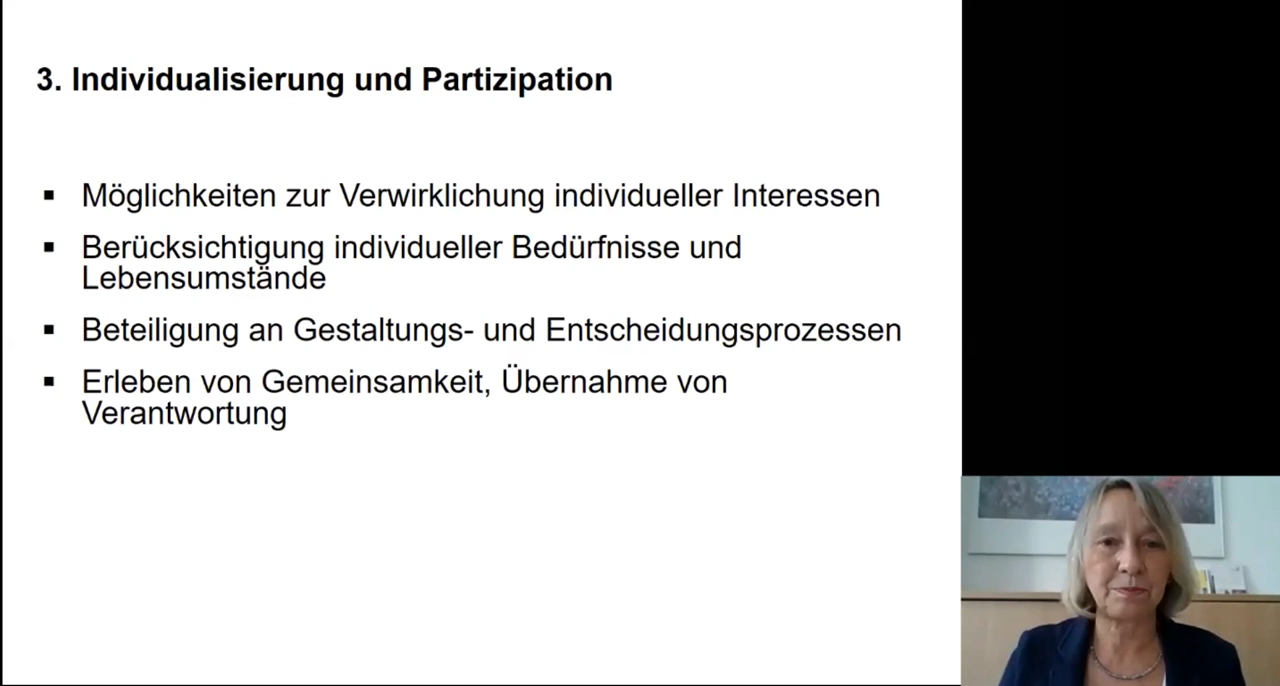 3. Individualisierung und Partizipation
Möglichkeiten zur Verwirklichung individueller Interessen
Berücksichtigung individueller Bedürfnisse und
Lebensumstände
Beteiligung an Gestaltungs- und Entscheidungsprozessen
Erleben von Gemeinsamkeit, Übernahme von
Verantwortung